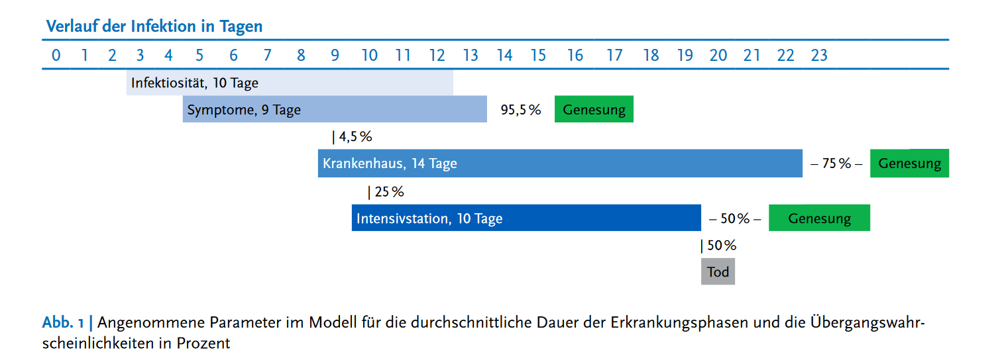 Verlauf der Infektion in Tagen
0 1 2 3 4 5 6 7 8 9 10 11 12 13 14 15 16 17 18 19 20 21 22 23
Infektiosität, 10 Tage
Symptome, 9 Tage 95,5 % Genesung
| 4,5 %
Krankenhaus, 14 Tage – 75 % – Genesung
| 25 %
Intensivstation, 10 Tage – 50 % – Genesung
| 50 %
Tod
Abb. 1 | Angenommene Parameter im Modell für die durchschnittliche Dauer der Erkrankungsphasen und die Übergangswahr-
scheinlichkeiten in Prozent